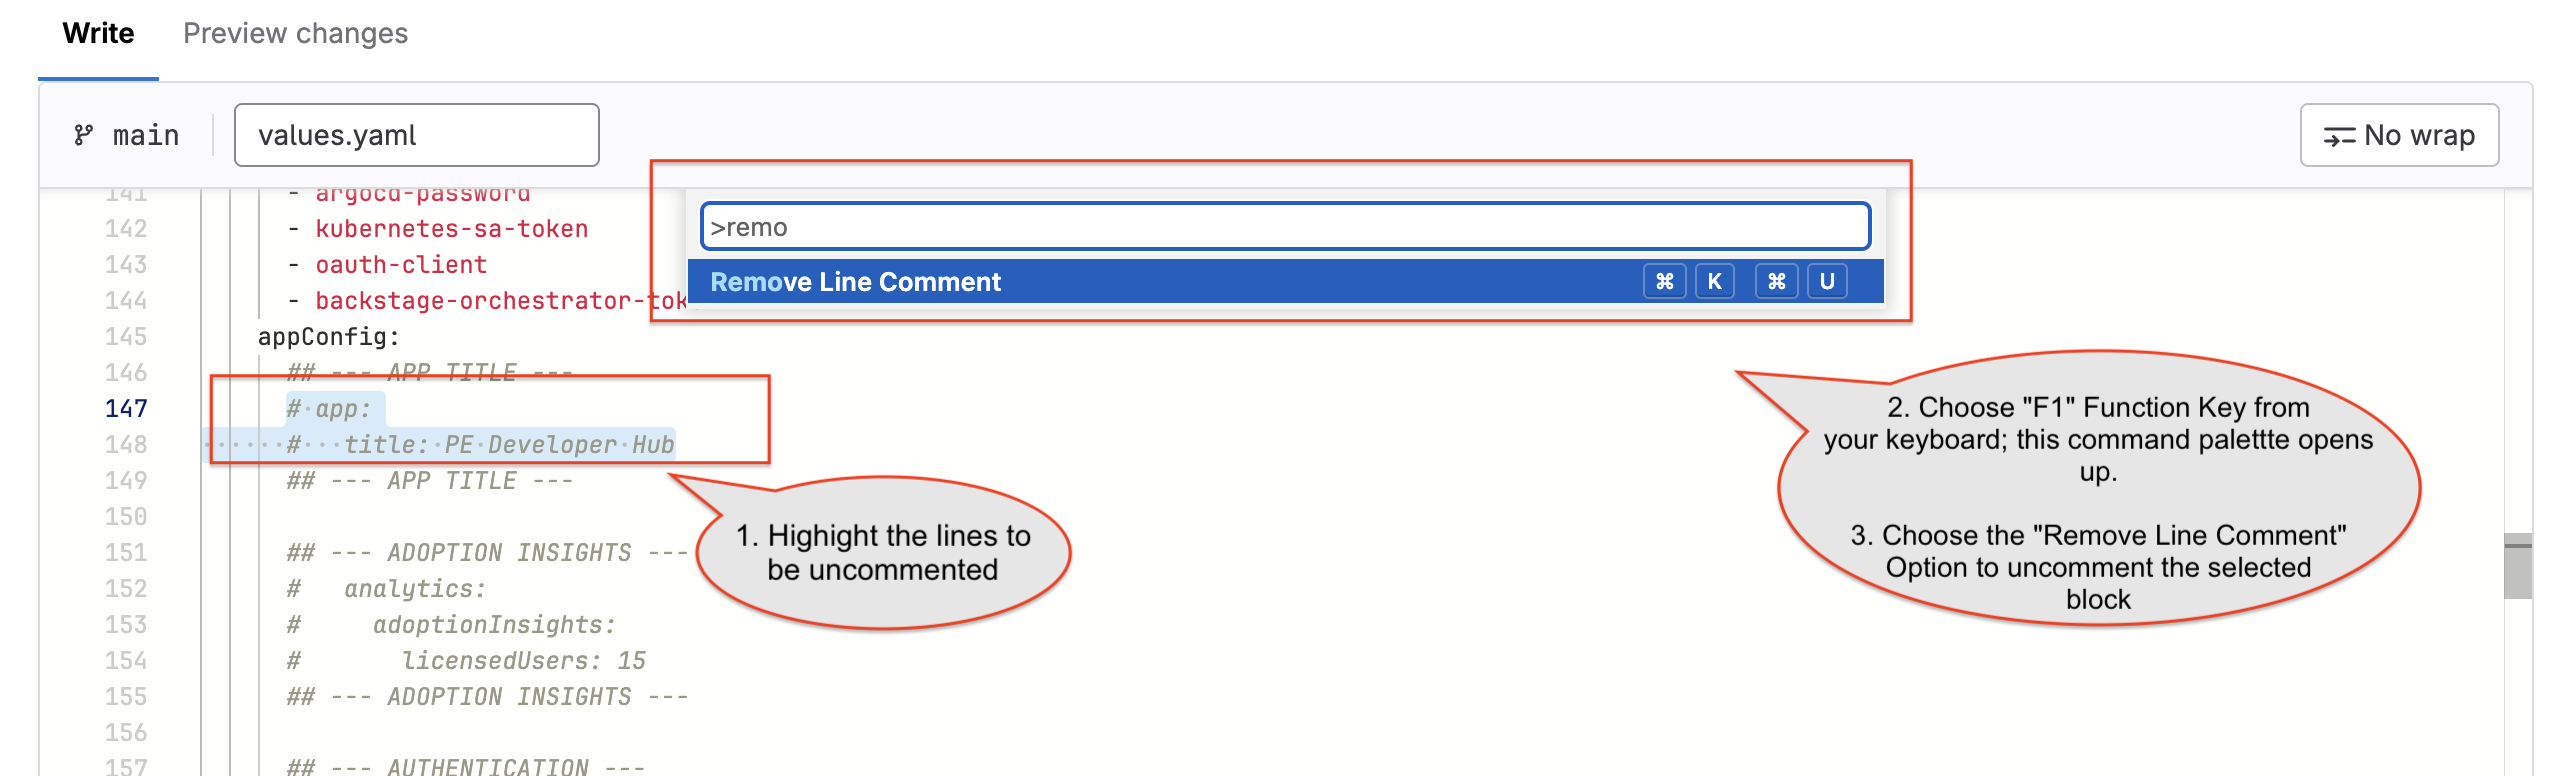 Write Preview changes
main values.yaml No wrap
141 - argocd-password
>remo
142 - kubernetes-sa-token
143 - oauth-client
Remove Line Comment ⌘ K ⌘ U
144 - backstage-orchestrator-tok
145 appConfig:
146 ## --- APP TITLE ---
147 # app:
148 # title: PE Developer Hub
149 ## --- APP TITLE ---
150
151 ## --- ADOPTION INSIGHTS ---
152 # analytics:
153 # adoptionInsights:
154 # licensedUsers: 15
155 ## --- ADOPTION INSIGHTS ---
156
157 ## --- AUTHENTICATION ---
1. Highight the lines to
be uncommented
2. Choose "F1" Function Key from
your keyboard; this command palettte opens
up.
3. Choose the "Remove Line Comment"
Option to uncomment the selected
block